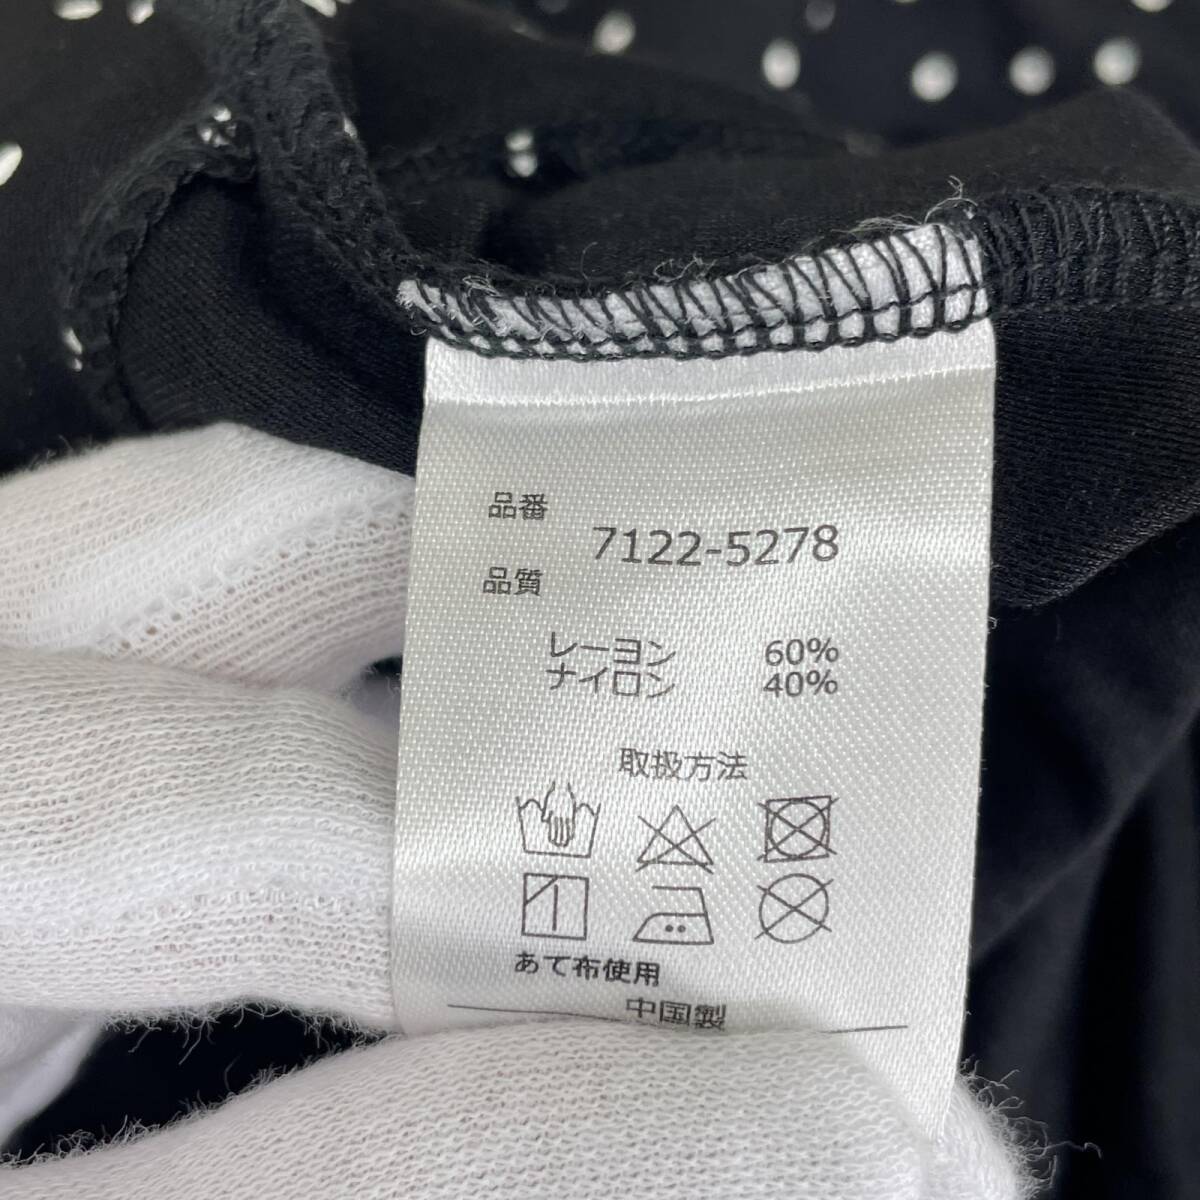 品番
7122-5278
品質
レーヨン 60%
ナイロン 40%
取扱方法
あて布使用
中国製